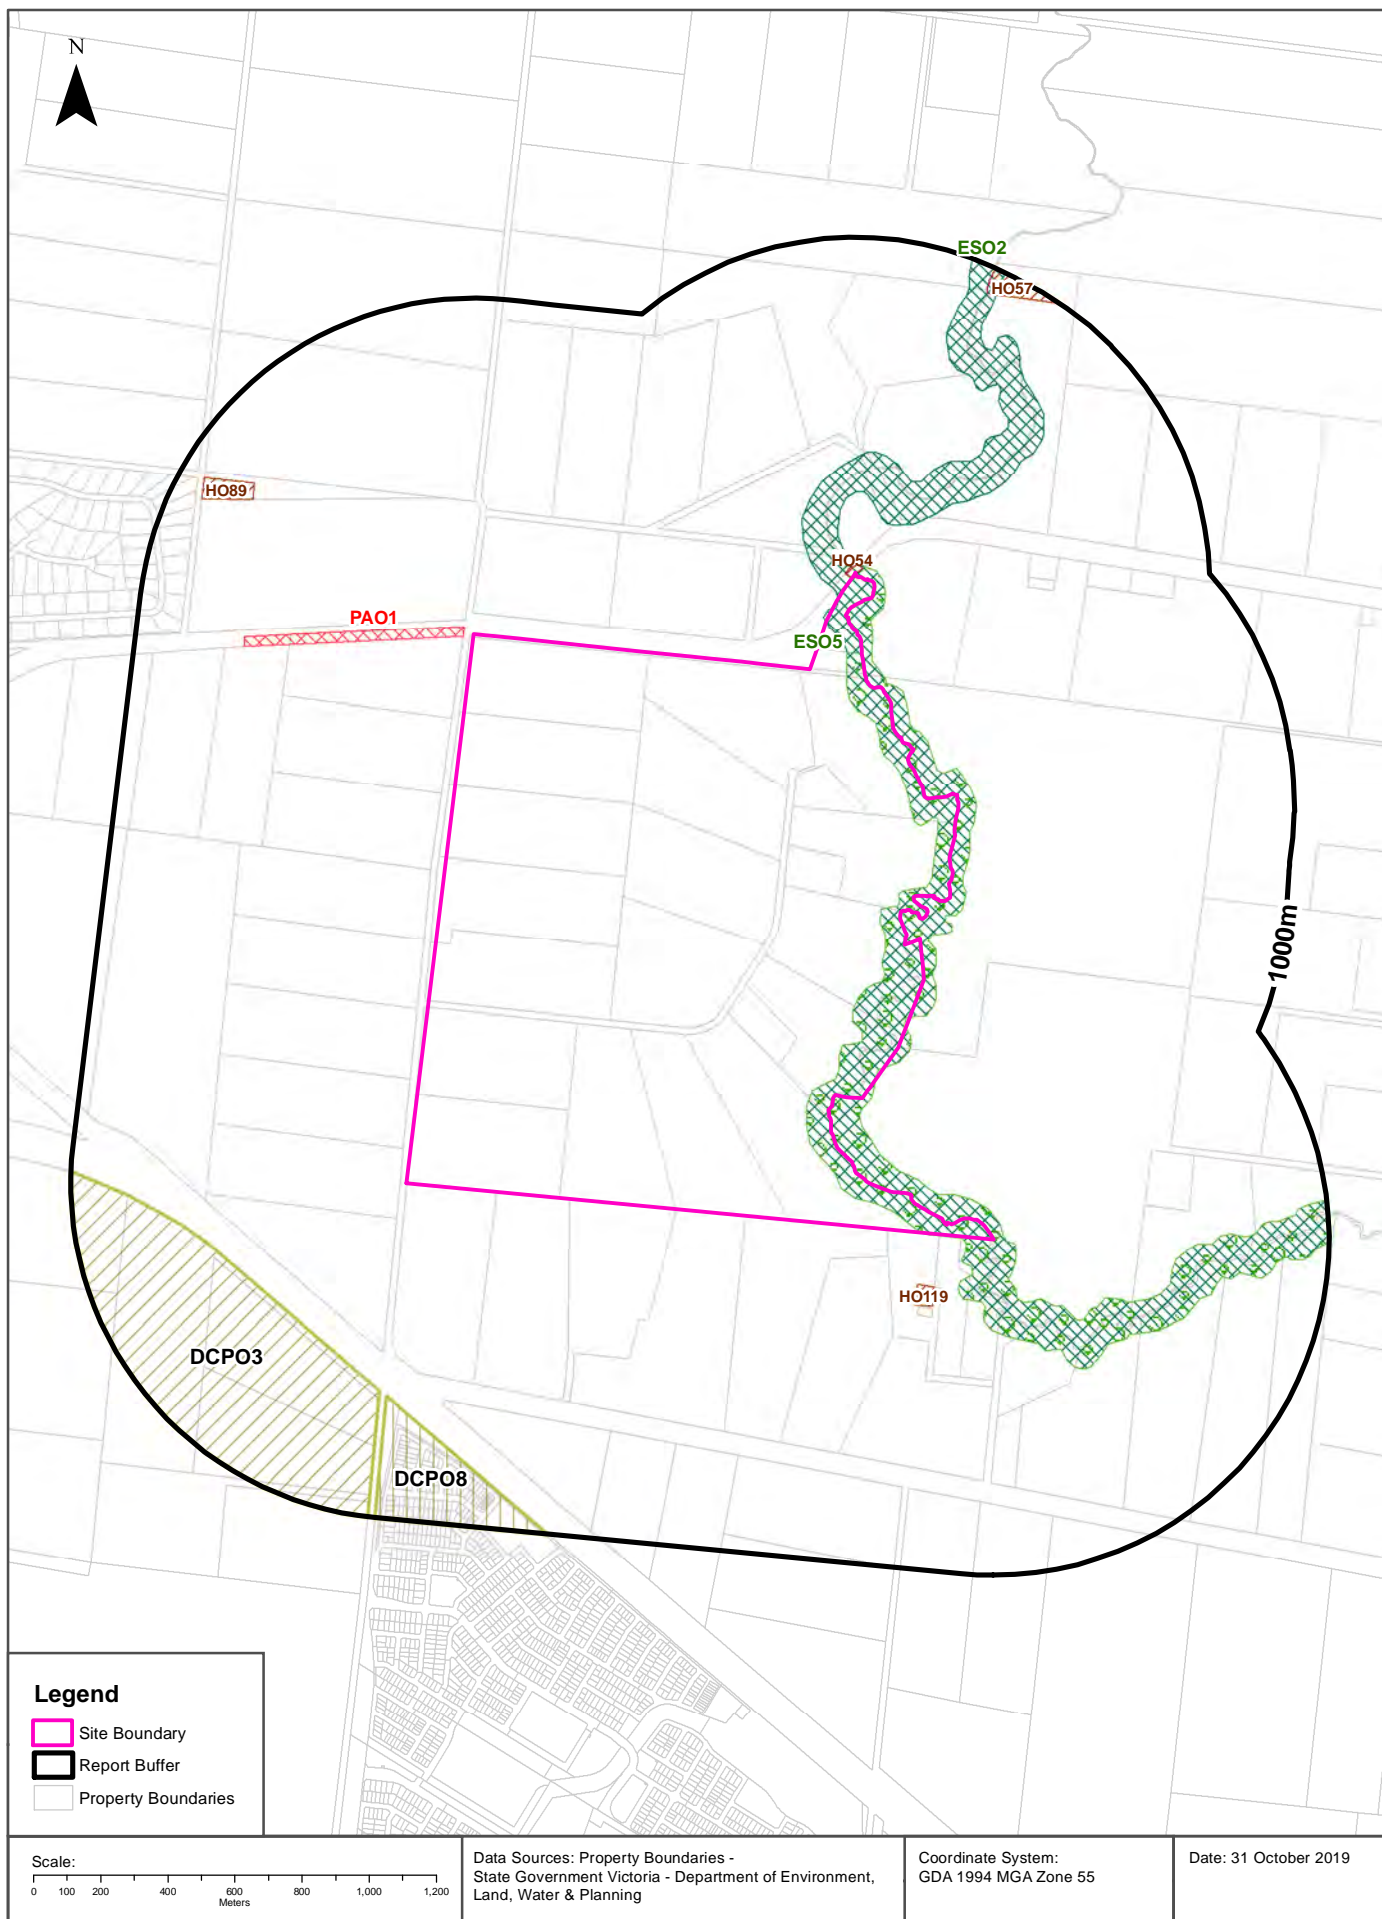 N
ESO2
HO57
HO89
HO54
PAO1
ESO5
1000m
HO119
DCPO3
DCPO8
Legend
Site Boundary
Report Buffer
Property Boundaries
Scale:
0 100 200 400 600 800 1,000 1,200
Meters
Data Sources: Property Boundaries -
State Government Victoria - Department of Environment,
Land, Water & Planning
Coordinate System:
GDA 1994 MGA Zone 55
Date: 31 October 2019